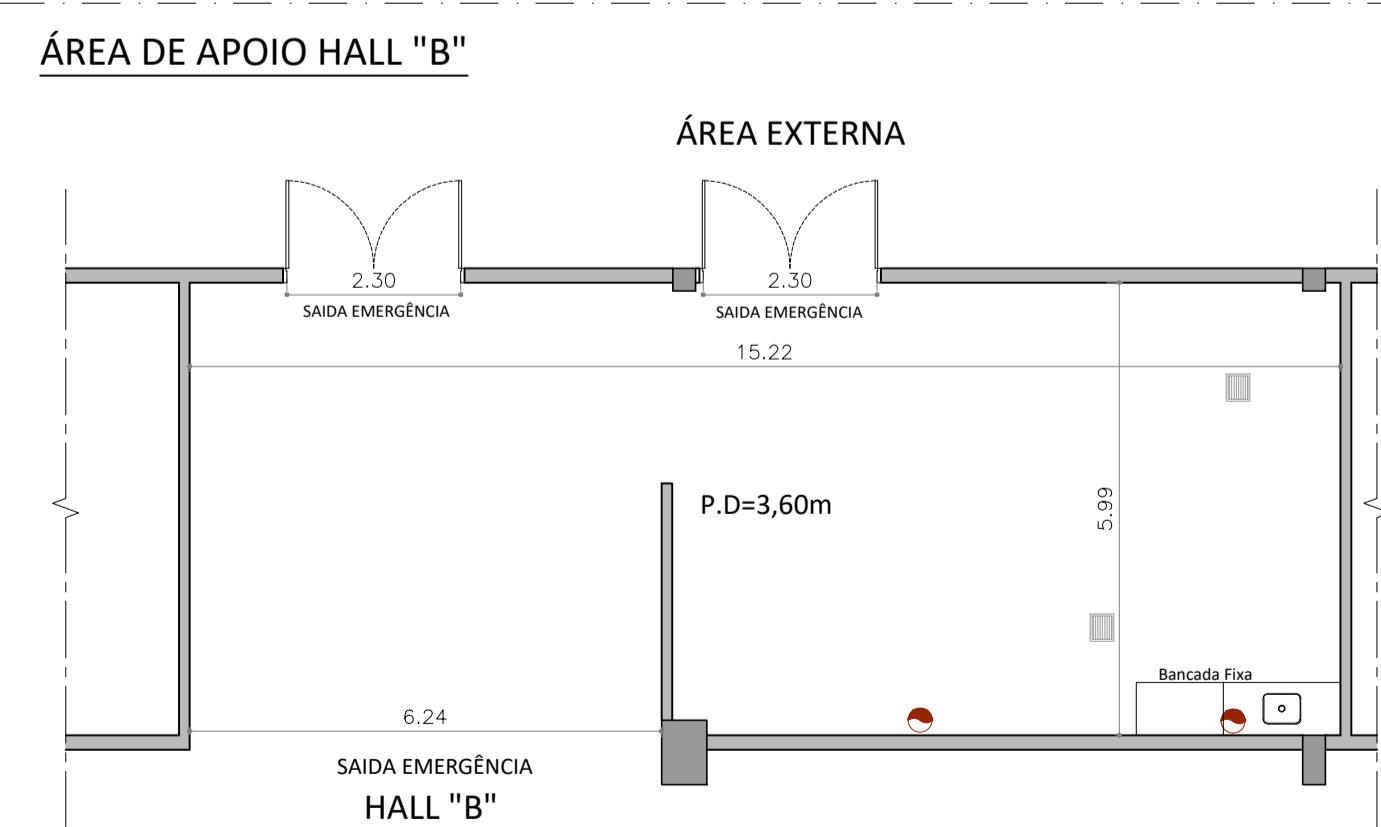 ÁREA DE APOIO HALL "B"
ÁREA EXTERNA
2.30
2.30
SAIDA EMERGÊNCIA
SAIDA EMERGÊNCIA
15.22
P.D=3,60m
5.99
Bancada Fixa
6.24
SAIDA EMERGÊNCIA
HALL "B"